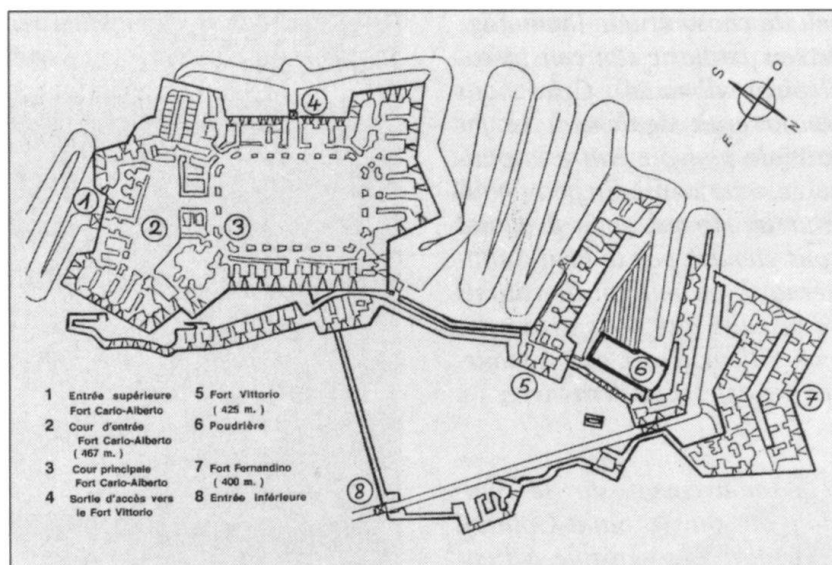 S
S O
E N
4
1
2
3
5
6
7
8
1 Entrée supérieure
Fort Carlo-Alberto
2 Cour d'entrée
Fort Carlo-Alberto
(467 m.)
3 Cour principale
Fort Carlo-Alberto
4 Sortie d'accès vers
le Fort Vittorio
5 Fort Vittorio
(425 m.)
6 Poudrière
7 Fort Fernandino
(400 m.)
8 Entrée inférieure